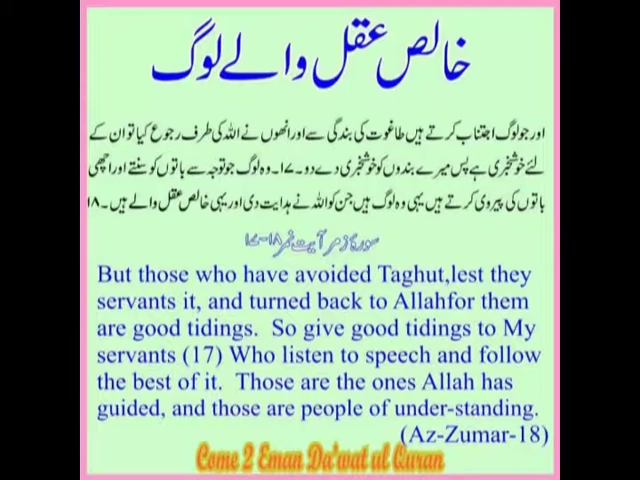 خالص عقل والے لوگ
اور جو لوگ اجتناب کرتے ہیں طاغوت کی بندگی سے اور انھوں نے اللہ کی طرف رجوع کیا تو ان کے
لئے خوشخبری ہے پس میرے بندوں کو خوشخبری دے دو۔ ۱۷۔ وہ لوگ جو توجہ سے باتوں کو سنتے اور اچھی
باتوں کی پیروی کرتے ہیں یہی وہ لوگ ہیں جن کو اللہ نے ہدایت دی اور یہی خالص عقل والے ہیں۔ ۱۸
سورۃ زمر آیت نمبر ۱۸-۱۷
But those who have avoided Taghut,lest they
servants it, and turned back to Allahfor them
are good tidings. So give good tidings to My
servants (17) Who listen to speech and follow
the best of it. Those are the ones Allah has
guided, and those are people of under-standing.
(Az-Zumar-18)
Come 2 Eman Da'wat ul Quran